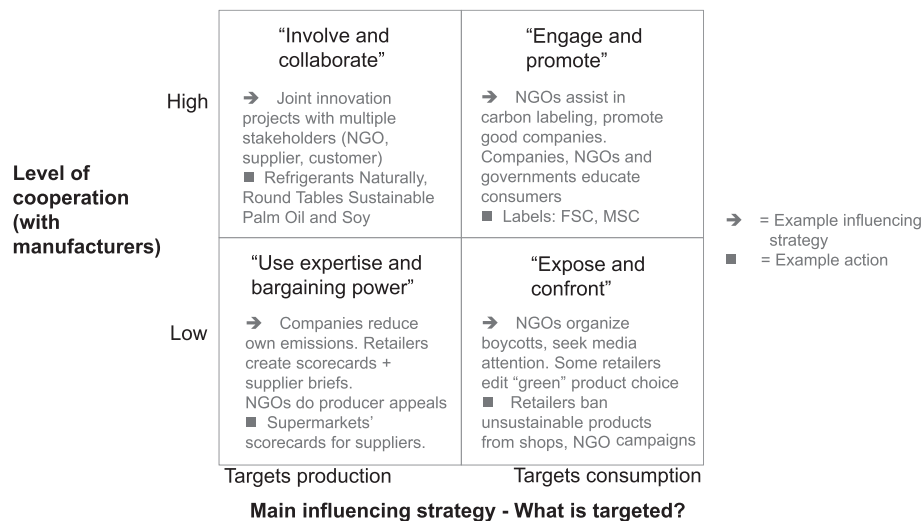 “Involve and
collaborate”
➔ Joint innovation
projects with multiple
stakeholders (NGO,
supplier, customer)
■ Refrigerants Naturally,
Round Tables Sustainable
Palm Oil and Soy
“Engage and
promote”
➔ NGOs assist in
carbon labeling, promote
good companies.
Companies, NGOs and
governments educate
consumers
■ Labels: FSC, MSC
High
Level of
cooperation
(with
manufacturers)
➔ = Example influencing
strategy
■ = Example action
“Use expertise and
bargaining power”
➔ Companies reduce
own emissions. Retailers
create scorecards +
supplier briefs.
NGOs do producer appeals
■ Supermarkets’
scorecards for suppliers.
“Expose and
confront”
➔ NGOs organize
boycotts, seek media
attention. Some retailers
edit “green” product choice
■ Retailers ban
unsustainable products
from shops, NGO campaigns
Low
Targets production
Targets consumption
Main influencing strategy - What is targeted?